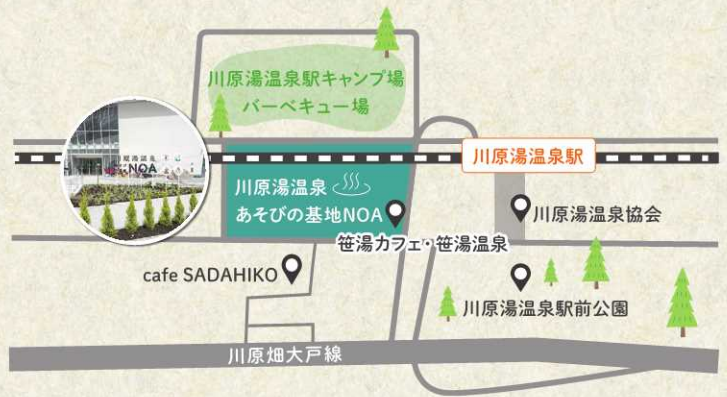 川原湯温泉駅キャンプ場
バーベキュー場
NOA
川原湯温泉駅
川原湯温泉
あそびの基地NOA
川原湯温泉協会
笹湯カフェ・笹湯温泉
cafe SADAHIKO
川原湯温泉駅前公園
川原畑大戸線